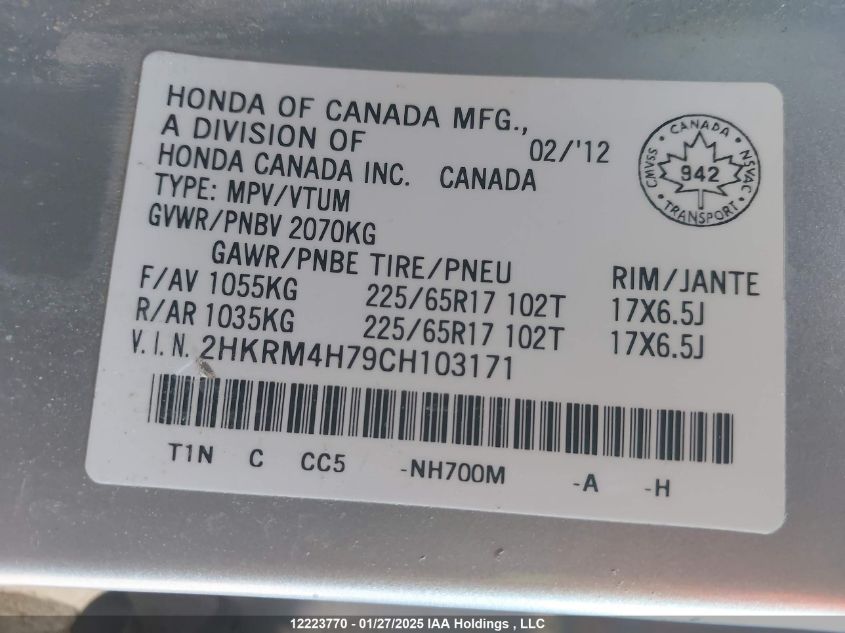 HONDA OF CANADA MFG.,
A DIVISION OF 02/'12
HONDA CANADA INC. CANADA
TYPE: MPV/VTUM
GVWR/PNBV 2070KG
GAWR/PNBE TIRE/PNEU RIM/JANTE
F/AV 1055KG 225/65R17 102T 17X6.5J
R/AR 1035KG 225/65R17 102T 17X6.5J
V.I.N. 2HKRM4H79CH103171
T1N C CC5 -NH700M -A -H
• CANADA •
CMVSS 942 NSVAC
• TRANSPORT •
12223770 - 01/27/2025 IAA Holdings , LLC